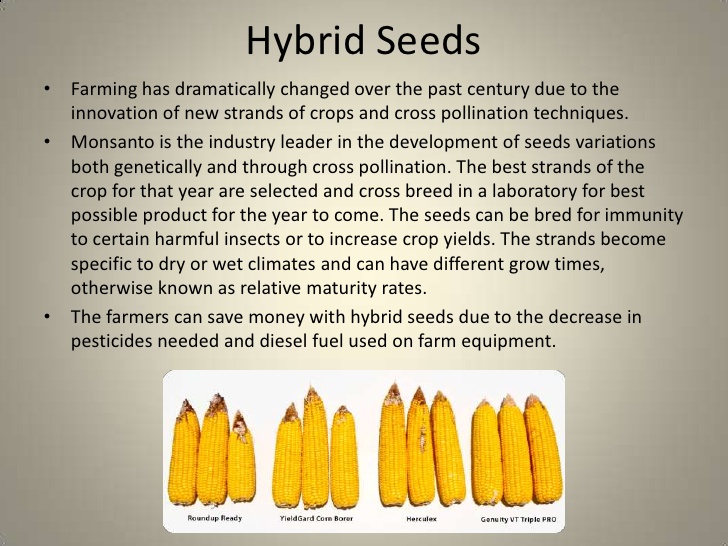 Hybrid Seeds
• Farming has dramatically changed over the past century due to the
innovation of new strands of crops and cross pollination techniques.
• Monsanto is the industry leader in the development of seeds variations
both genetically and through cross pollination. The best strands of the
crop for that year are selected and cross breed in a laboratory for best
possible product for the year to come. The seeds can be bred for immunity
to certain harmful insects or to increase crop yields. The strands become
specific to dry or wet climates and can have different grow times,
otherwise known as relative maturity rates.
• The farmers can save money with hybrid seeds due to the decrease in
pesticides needed and diesel fuel used on farm equipment.
Roundup Ready YieldGard Corn Borer Herculex Genuity VT Triple PRO